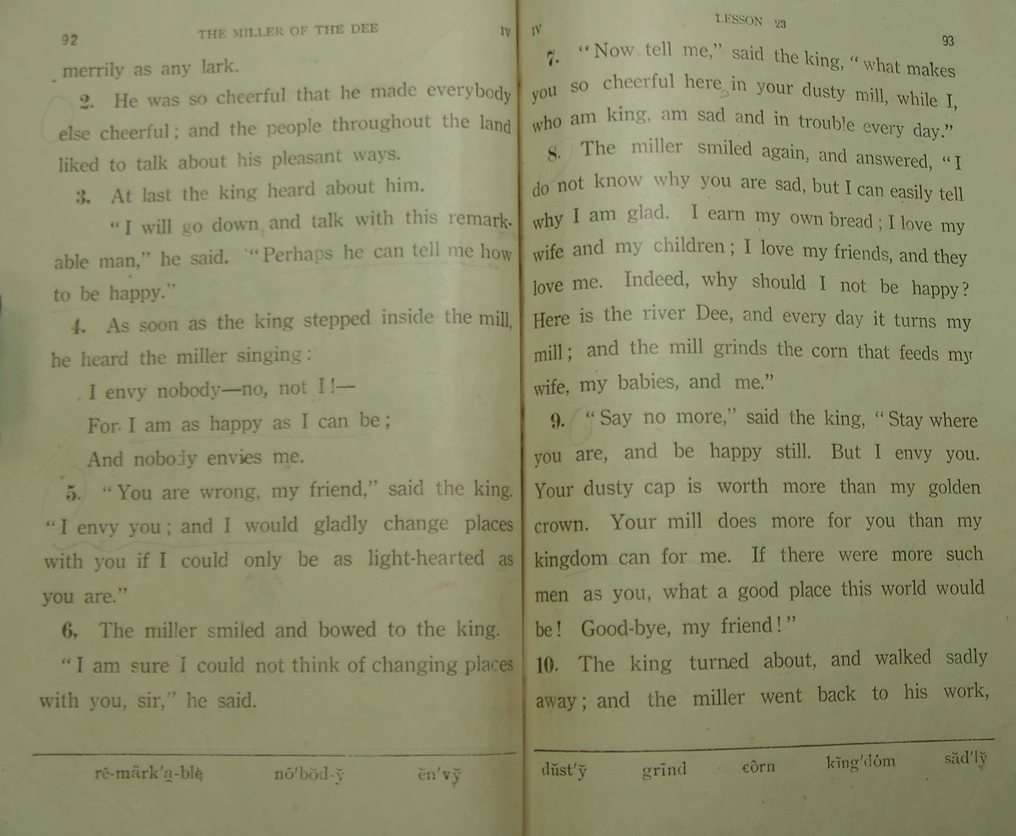 92 THE MILLER OF THE DEE IV
merrily as any lark.
2. He was so cheerful that he made everybody
else cheerful; and the people throughout the land
liked to talk about his pleasant ways.
3. At last the king heard about him.
"I will go down and talk with this remark-
able man," he said. "Perhaps he can tell me how
to be happy."
4. As soon as the king stepped inside the mill,
he heard the miller singing:
I envy nobody—no, not I!—
For I am as happy as I can be;
And nobody envies me.
5. "You are wrong, my friend," said the king.
"I envy you; and I would gladly change places
with you if I could only be as light-hearted as
you are."
6. The miller smiled and bowed to the king.
"I am sure I could not think of changing places
with you, sir," he said.
rē-märk'a̤-blè̤ nō'bŏd-y̆ ĕn'vy̆
IV LESSON 23 93
7. "Now tell me," said the king, "what makes
you so cheerful here in your dusty mill, while I,
who am king, am sad and in trouble every day."
8. The miller smiled again, and answered, "I
do not know why you are sad, but I can easily tell
why I am glad. I earn my own bread; I love my
wife and my children; I love my friends, and they
love me. Indeed, why should I not be happy?
Here is the river Dee, and every day it turns my
mill; and the mill grinds the corn that feeds my
wife, my babies, and me."
9. "Say no more," said the king, "Stay where
you are, and be happy still. But I envy you.
Your dusty cap is worth more than my golden
crown. Your mill does more for you than my
kingdom can for me. If there were more such
men as you, what a good place this world would
be! Good-bye, my friend!"
10. The king turned about, and walked sadly
away; and the miller went back to his work,
dŭst'y̆ grīnd côrn kĭng'dóm săd'ly̆